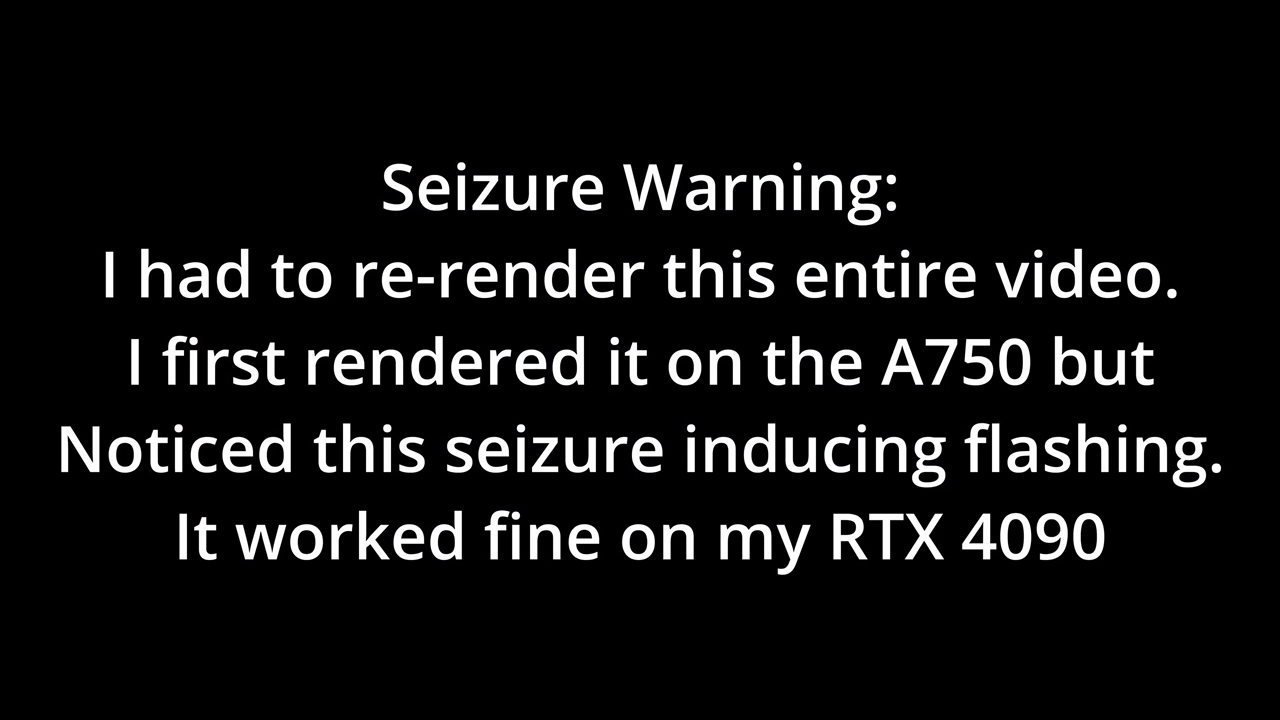 Seizure Warning:
I had to re-render this entire video.
I first rendered it on the A750 but
Noticed this seizure inducing flashing.
It worked fine on my RTX 4090